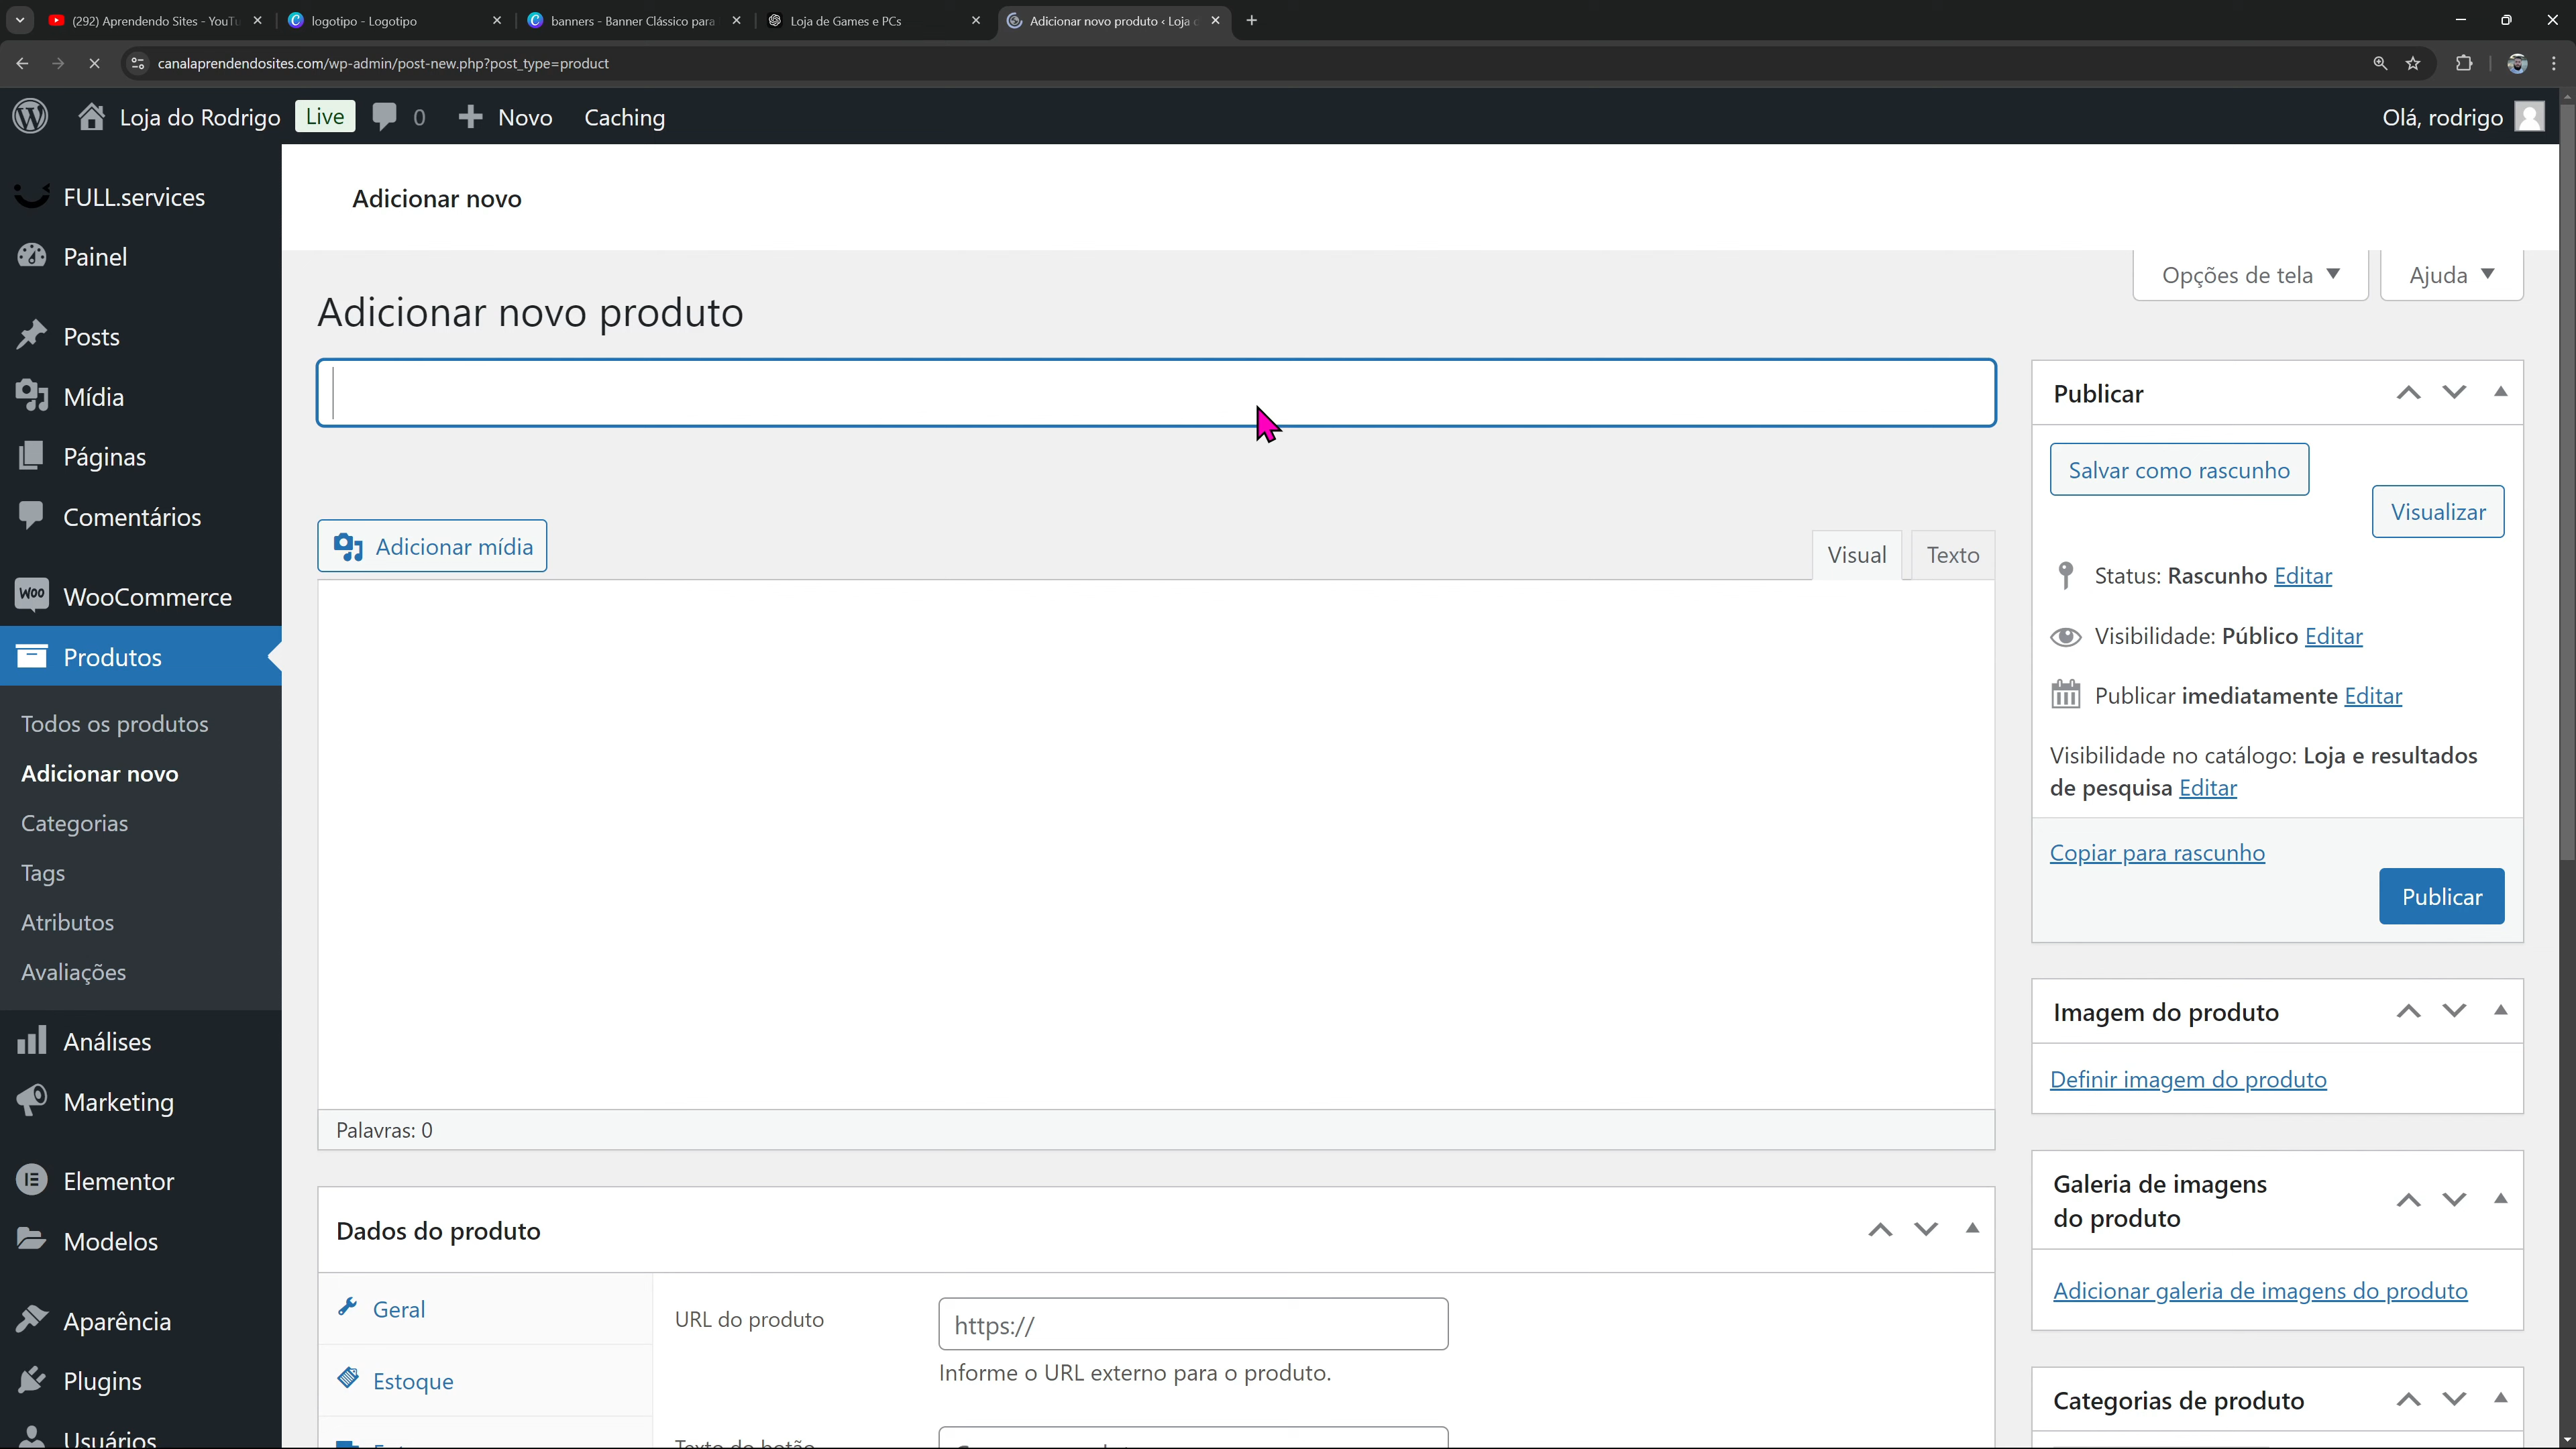 (292) Aprendendo Sites - YouTu
logotipo - Logotipo
banners - Banner Clássico para
Loja de Games e PCs
Adicionar novo produto ‹ Loja d
canalaprendendosites.com/wp-admin/post-new.php?post_type=product
Loja do Rodrigo
Live
0
Novo
Caching
Olá, rodrigo
FULL.services
Painel
Posts
Mídia
Páginas
Comentários
WooCommerce
Produtos
Todos os produtos
Adicionar novo
Categorias
Tags
Atributos
Avaliações
Análises
Marketing
Elementor
Modelos
Aparência
Plugins
Usuários
Adicionar novo
Opções de tela
Ajuda
Adicionar novo produto
Adicionar mídia
Visual
Texto
Palavras: 0
Dados do produto
Geral
Estoque
URL do produto
https://
Informe o URL externo para o produto.
Texto do botão
Publicar
Salvar como rascunho
Visualizar
Status: Rascunho Editar
Visibilidade: Público Editar
Publicar imediatamente Editar
Visibilidade no catálogo: Loja e resultados
de pesquisa Editar
Copiar para rascunho
Publicar
Imagem do produto
Definir imagem do produto
Galeria de imagens
do produto
Adicionar galeria de imagens do produto
Categorias de produto